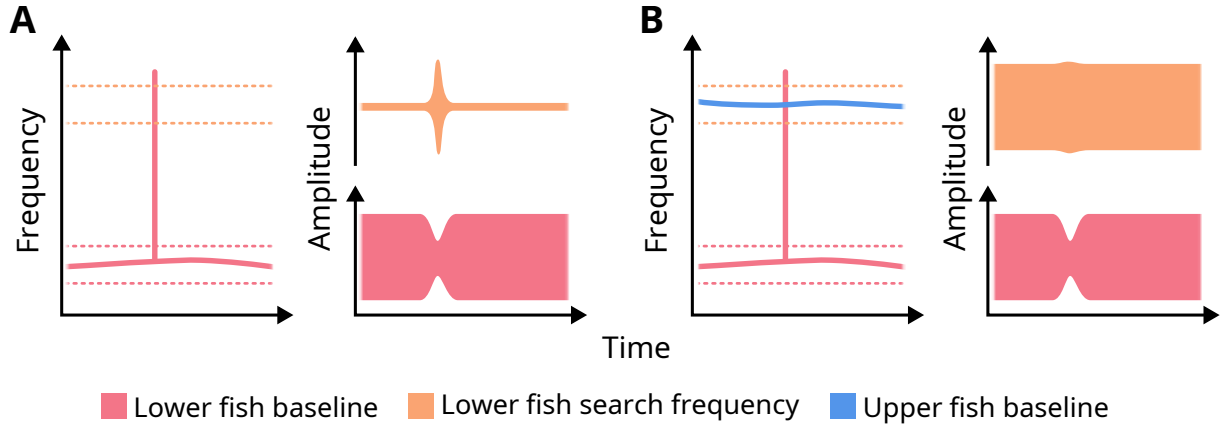 A
B
Frequency
Amplitude
Frequency
Amplitude
Time
Lower fish baseline
Lower fish search frequency
Upper fish baseline